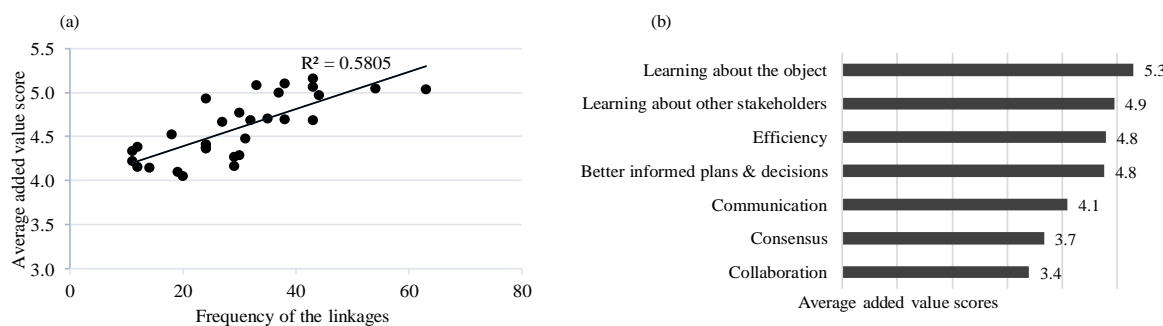 (a)
R² = 0.5805
5.5
5.0
4.5
4.0
3.5
3.0
0 20 40 60 80
Average added value score
Frequency of the linkages
(b)
Learning about the object 5.3
Learning about other stakeholders 4.9
Efficiency 4.8
Better informed plans & decisions 4.8
Communication 4.1
Consensus 3.7
Collaboration 3.4
Average added value scores